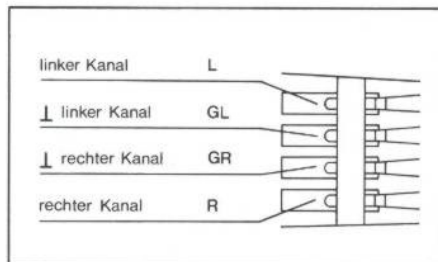 linker Kanal L
⊥ linker Kanal GL
⊥ rechter Kanal GR
rechter Kanal R